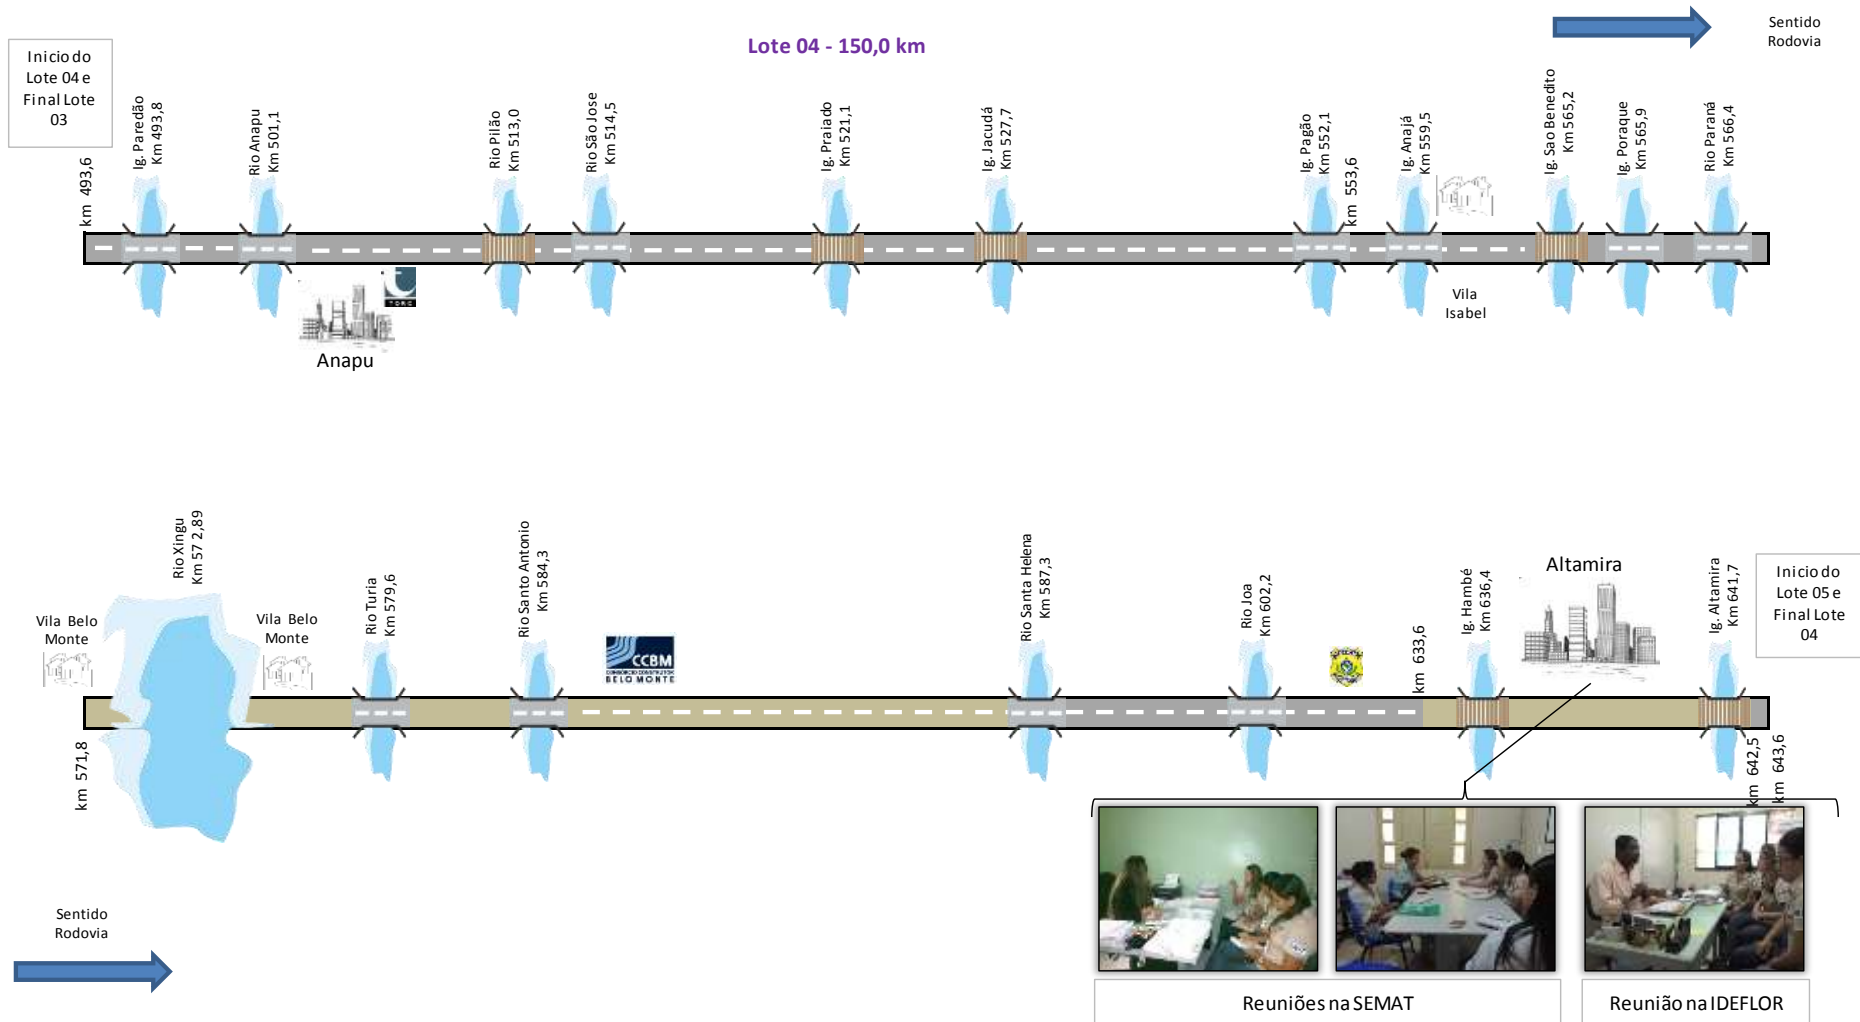 Sentido
Rodovia
Lote 04 - 150,0 km
Inicio do
Lote 04 e
Final Lote
03
km 493,6
Ig. Paredão
Km 493,8
Rio Anapu
Km 501,1
Rio Pilão
Km 513,0
Rio São Jose
Km 514,5
Ig. Praiado
Km 521,1
Ig. Jacudá
Km 527,7
Ig. Pagão
Km 552,1
km 553,6
Ig. Anajá
Km 559,5
Ig. Sao Benedito
Km 565,2
Ig. Poraque
Km 565,9
Rio Paraná
Km 566,4
Anapu
Vila
Isabel
Vila Belo
Monte
Rio Xingu
Km 57 2,89
Vila Belo
Monte
Rio Turia
Km 579,6
Rio Santo Antonio
Km 584,3
CCBM
CONSÓRCIO CONSTRUTOR
BELO MONTE
Rio Santa Helena
Km 587,3
Rio Joa
Km 602,2
km 633,6
Ig. Hambé
Km 636,4
Altamira
Ig. Altamira
Km 641,7
Inicio do
Lote 05 e
Final Lote
04
km 571,8
km 642,5
km 643,6
Sentido
Rodovia
Reuniões na SEMAT
Reunião na IDEFLOR